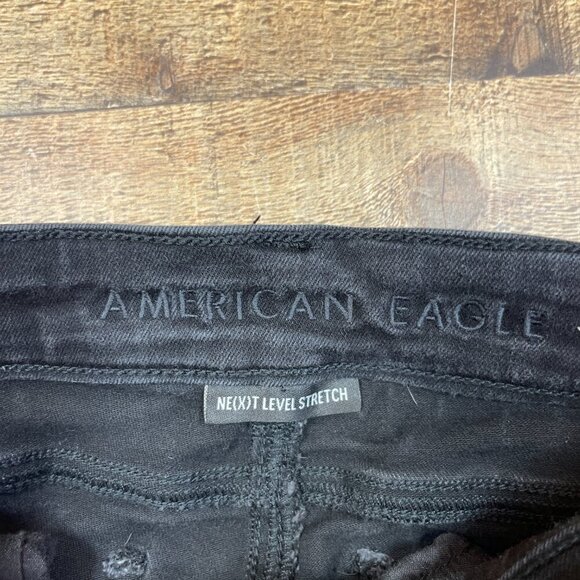 AMERICAN EAGLE
NE(X)T LEVEL STRETCH